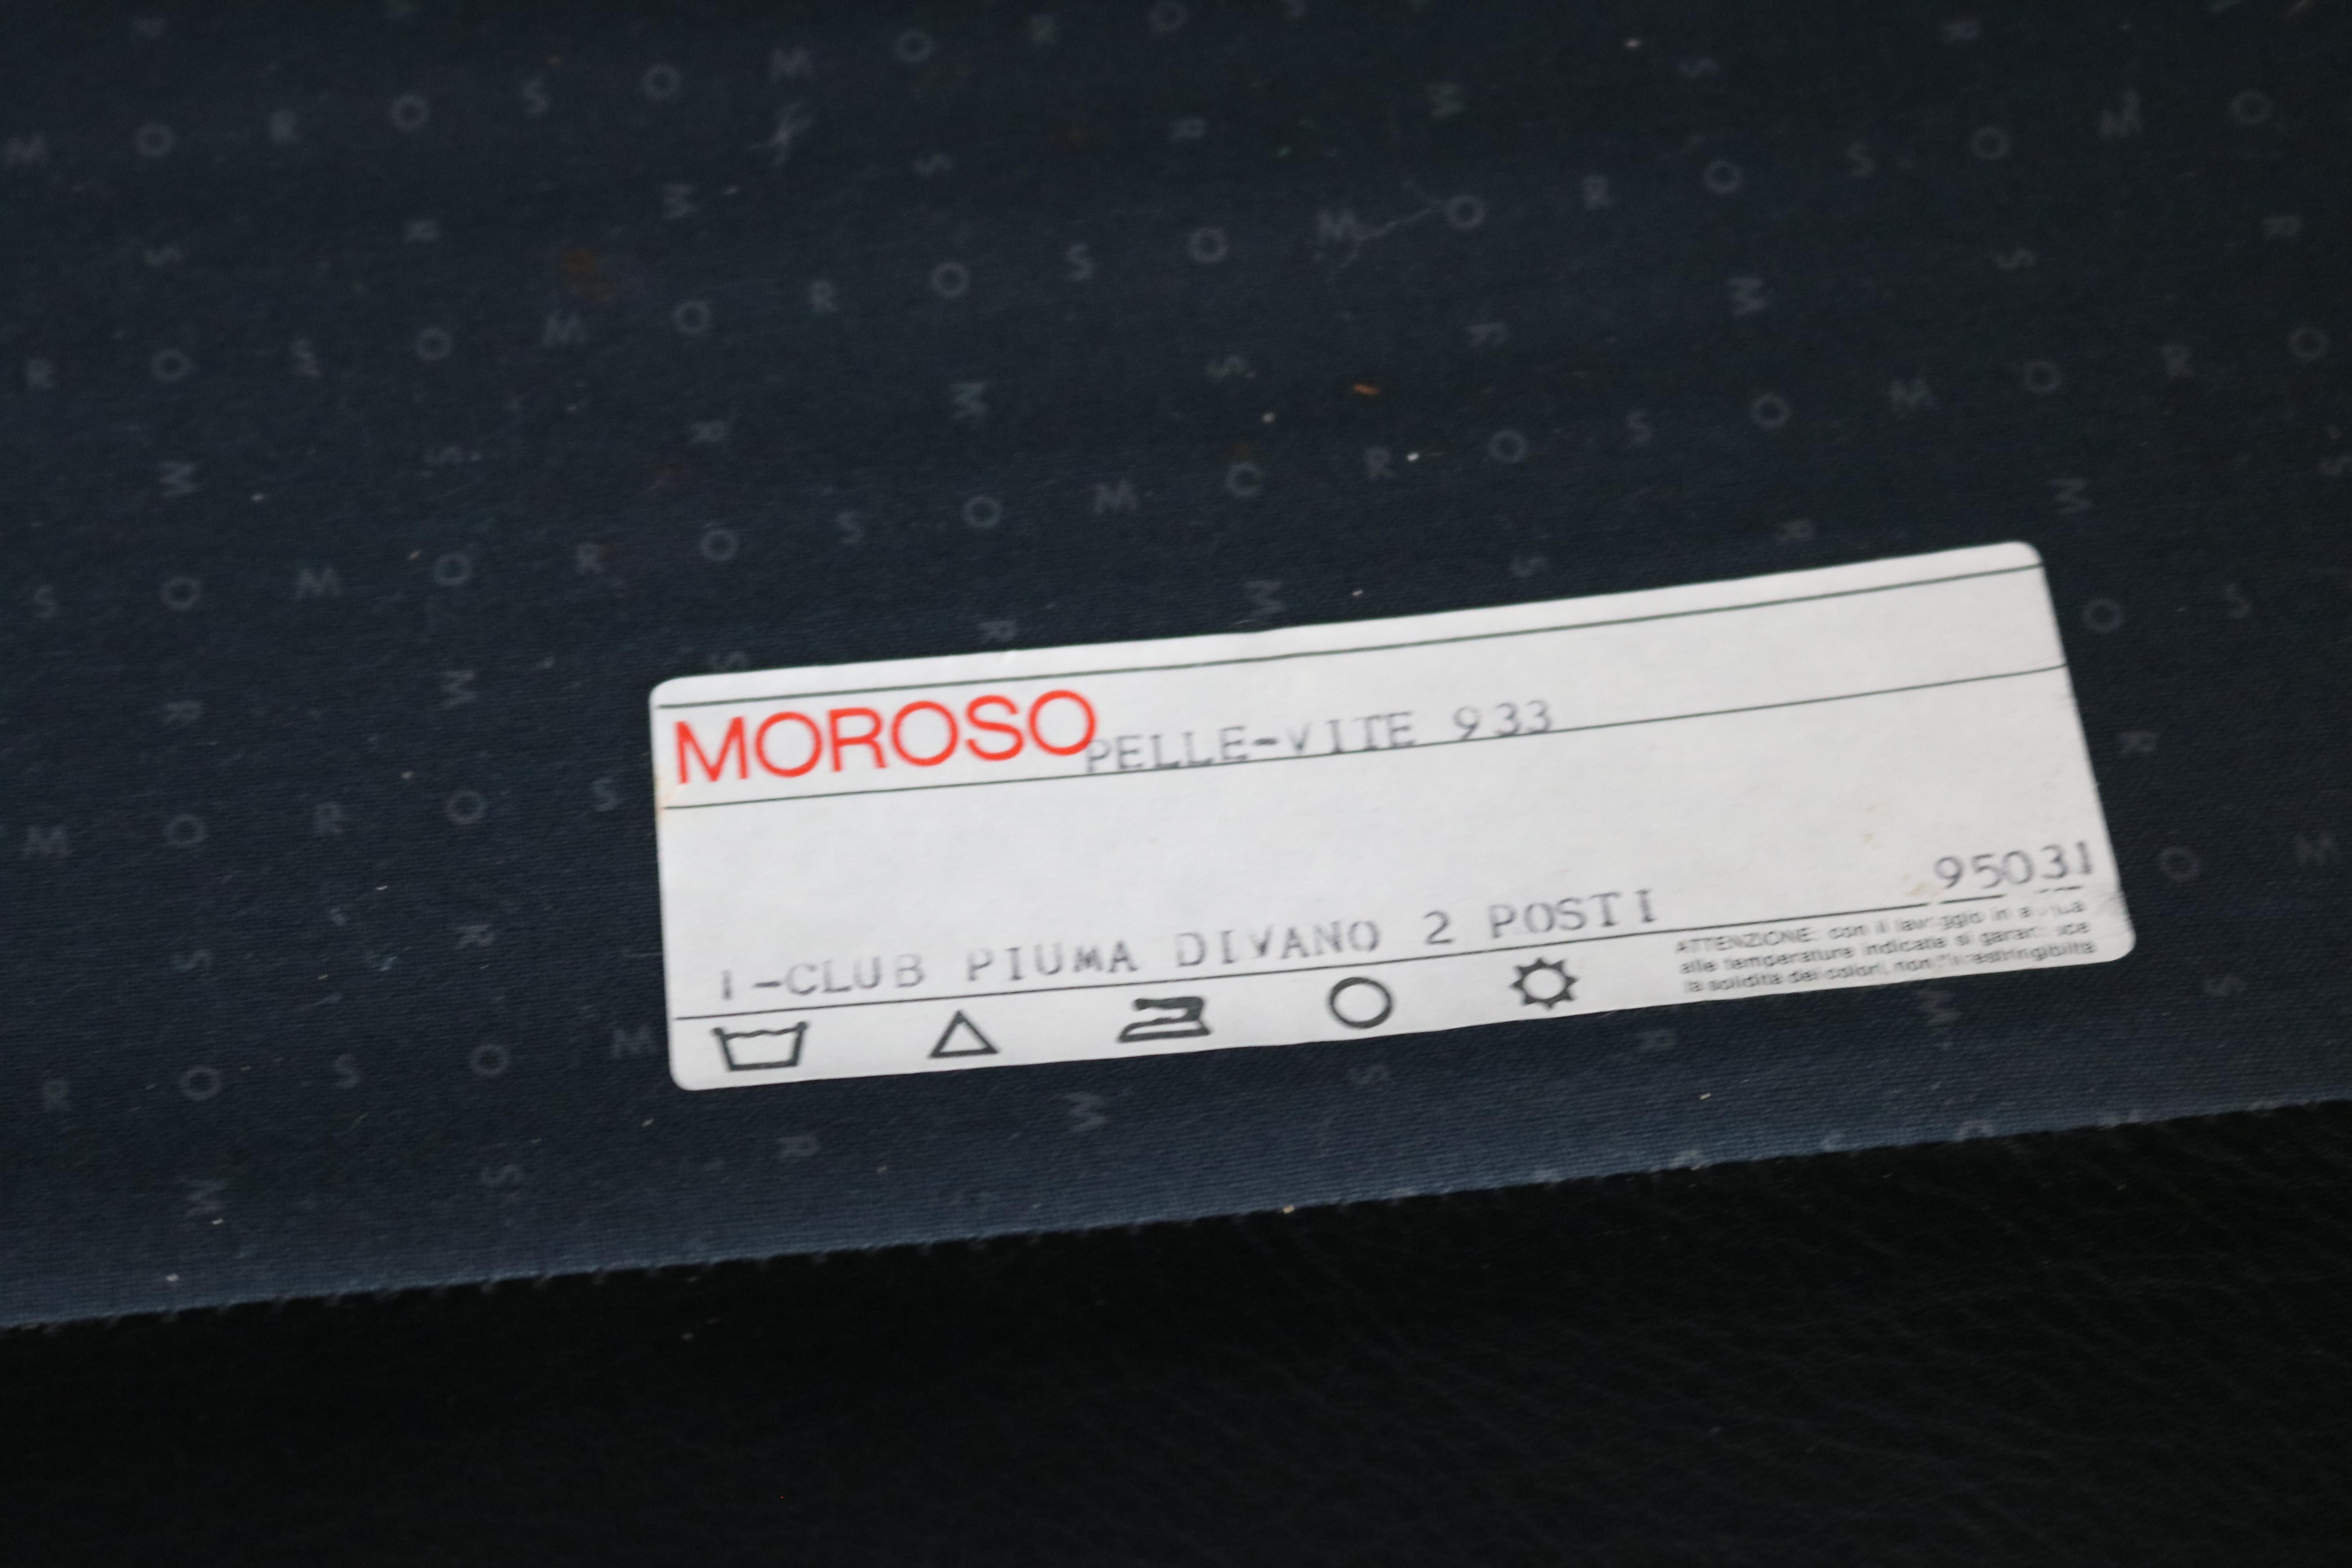 MOROSO PELLE-VITE 933
95031
1-CLUB PIUMA DIVANO 2 POSTI
ATTENZIONE: con il lavaggio in
alle temperature indicate si garantisce
la solidità dei colori, non l'irrestringibilità